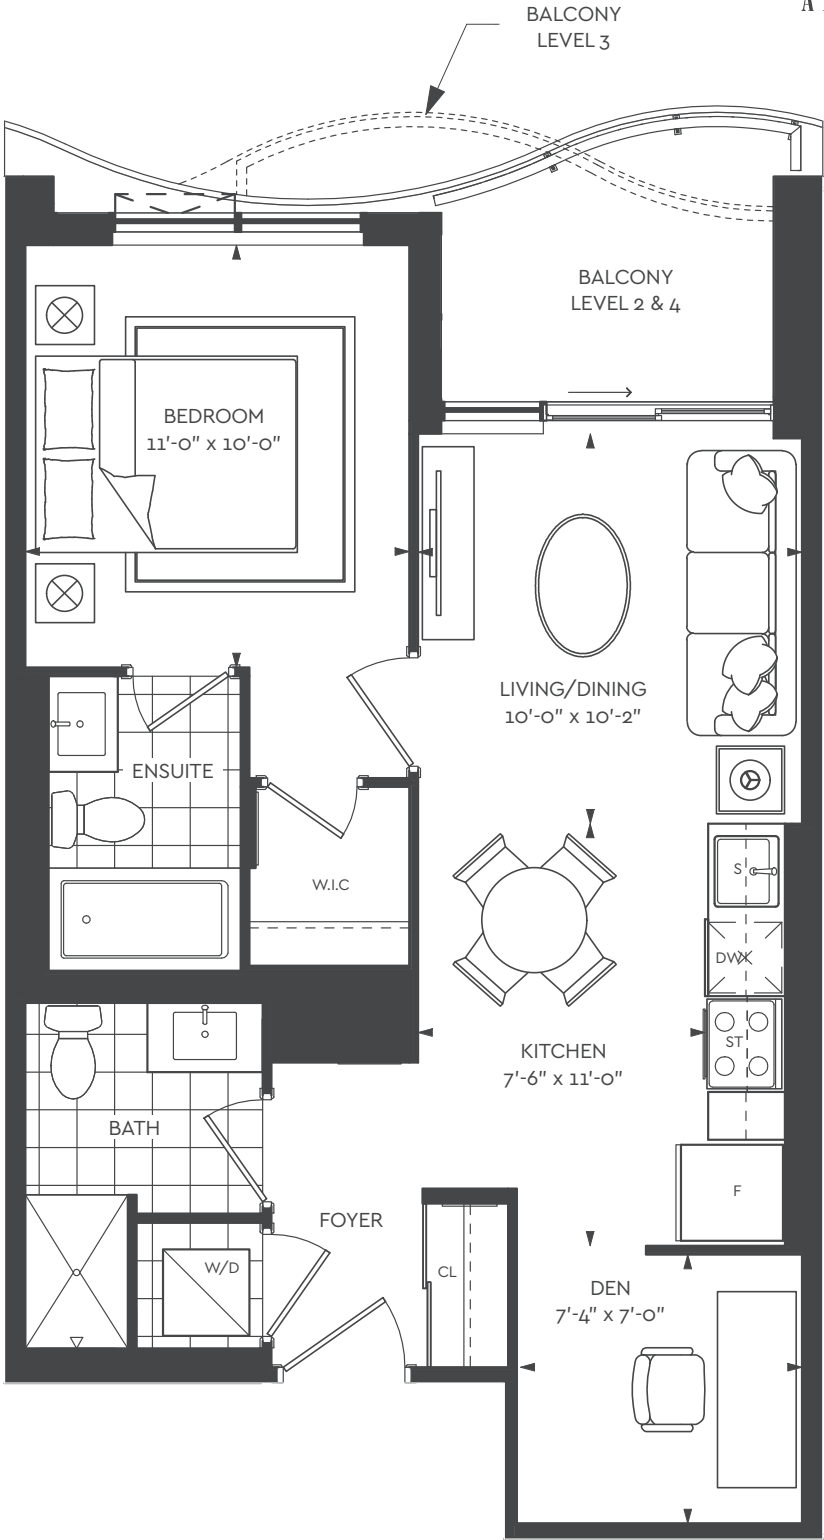 BALCONY
LEVEL 3
BALCONY
LEVEL 2 & 4
BEDROOM
11'-0" x 10'-0"
LIVING/DINING
10'-0" x 10'-2"
ENSUITE
W.I.C
S
DW
ST
KITCHEN
7'-6" x 11'-0"
BATH
F
FOYER
W/D
CL
DEN
7'-4" x 7'-0"